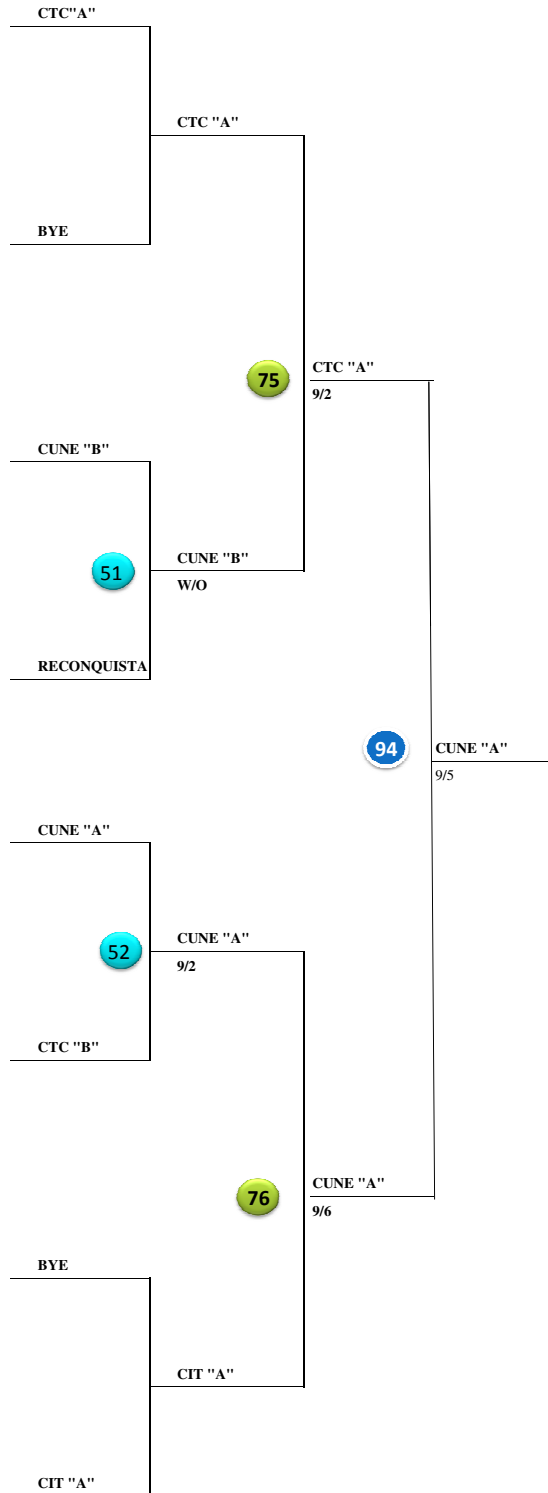 CTC"A"
CTC "A"
BYE
75
CTC "A"
9/2
CUNE "B"
51
CUNE "B"
W/O
RECONQUISTA
94
CUNE "A"
9/5
CUNE "A"
52
CUNE "A"
9/2
CTC "B"
76
CUNE "A"
9/6
BYE
CIT "A"
CIT "A"